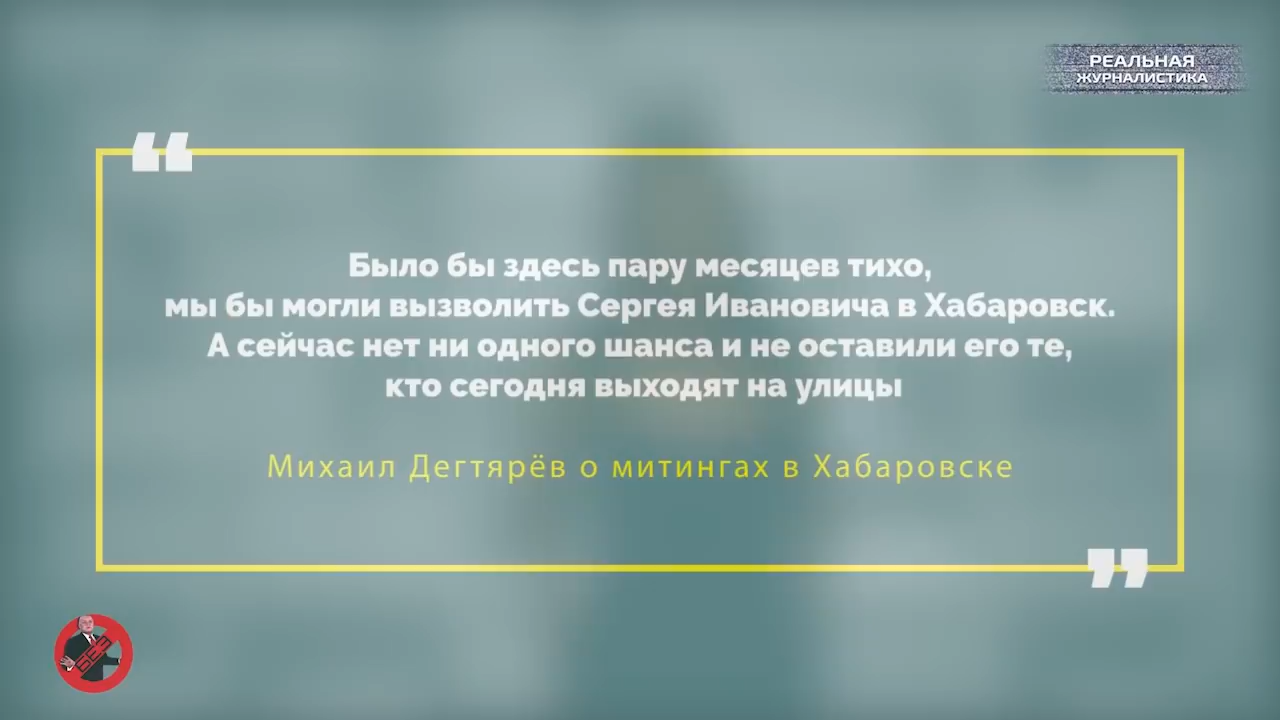 РЕАЛЬНАЯ
ЖУРНАЛИСТИКА
Было бы здесь пару месяцев тихо,
мы бы могли вызволить Сергея Ивановича в Хабаровск.
А сейчас нет ни одного шанса и не оставили его те,
кто сегодня выходят на улицы
Михаил Дегтярёв о митингах в Хабаровске
БЕЗ